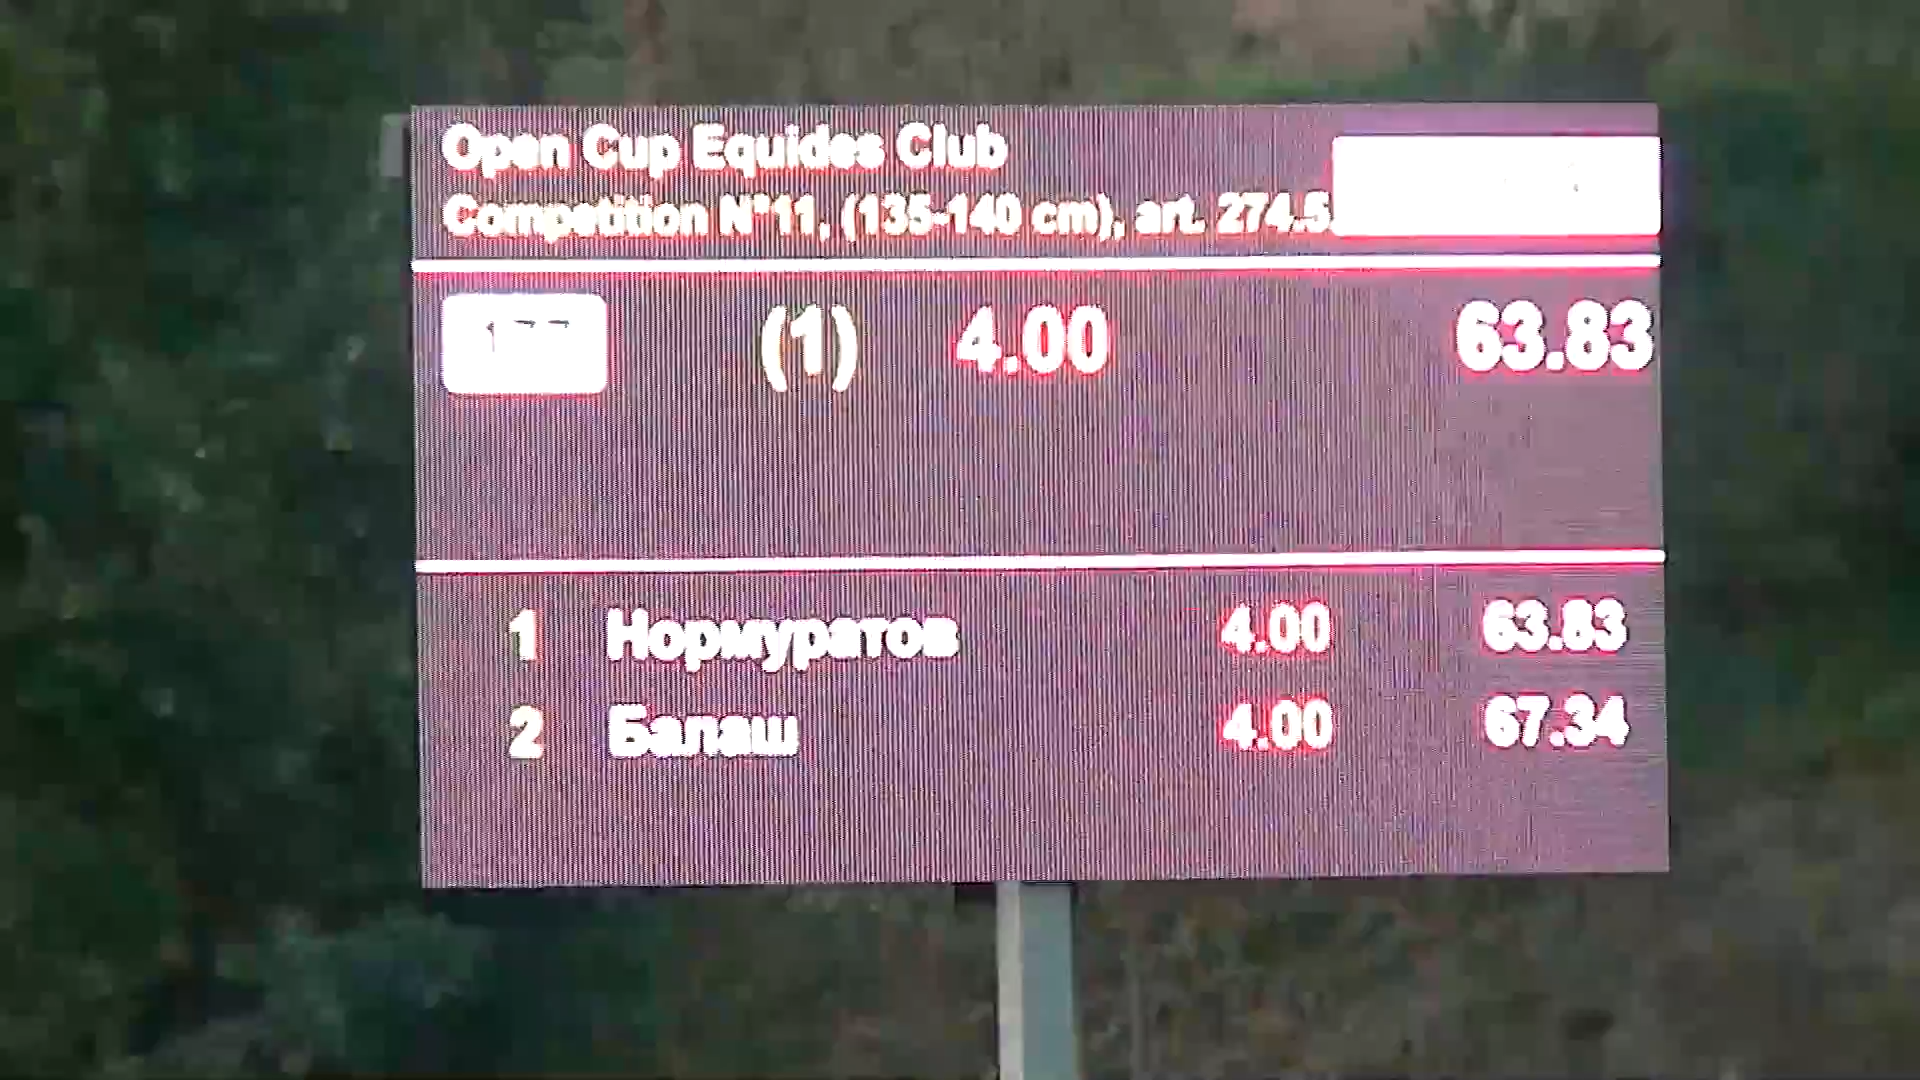 Open Cup Equides Club
Competition N°11, (135-140 cm), art. 274.5.
(1) 4.00 63.83
1 Нормуратов 4.00 63.83
2 Балаш 4.00 67.34